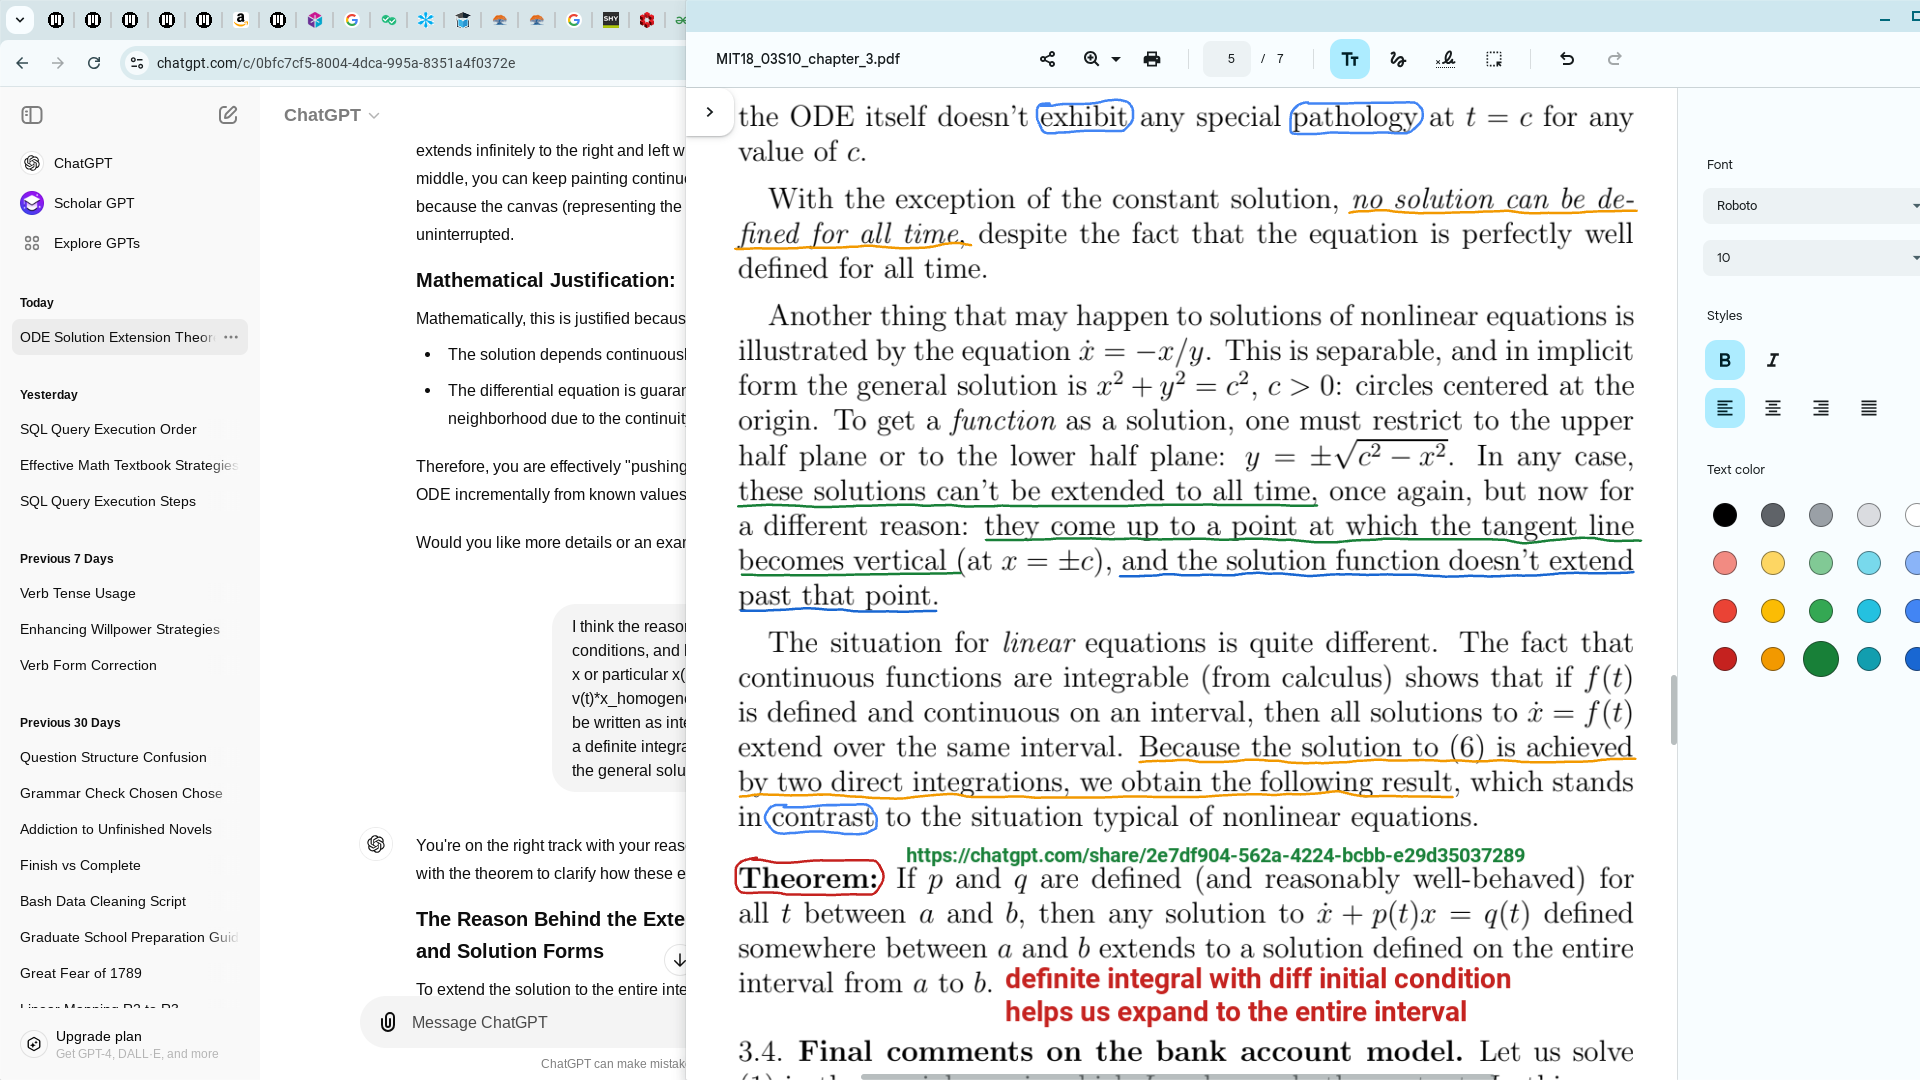 SHY
chatgpt.com/c/0bfc7cf5-8004-4dca-995a-8351a4f0372e
ChatGPT
Scholar GPT
Explore GPTs
Today
ODE Solution Extension Theor
Yesterday
SQL Query Execution Order
Effective Math Textbook Strategies
SQL Query Execution Steps
Previous 7 Days
Verb Tense Usage
Enhancing Willpower Strategies
Verb Form Correction
Previous 30 Days
Question Structure Confusion
Grammar Check Chosen Chose
Addiction to Unfinished Novels
Finish vs Complete
Bash Data Cleaning Script
Graduate School Preparation Guid
Great Fear of 1789
Linear Mapping R2 to R3
Upgrade plan
Get GPT-4, DALL·E, and more
ChatGPT
extends infinitely to the right and left w
middle, you can keep painting continu
because the canvas (representing the
uninterrupted.
Mathematical Justification:
Mathematically, this is justified becaus
• The solution depends continuousl
• The differential equation is guaran
neighborhood due to the continuity
Therefore, you are effectively "pushing
ODE incrementally from known values
Would you like more details or an exam
I think the reason
conditions, and
x or particular x(
v(t)*x_homogene
be written as inte
a definite integra
the general solu
You're on the right track with your reaso
with the theorem to clarify how these e
The Reason Behind the Exte
and Solution Forms
To extend the solution to the entire inte
Message ChatGPT
ChatGPT can make mistake
MIT18_03S10_chapter_3.pdf
5 / 7
the ODE itself doesn't exhibit any special pathology at t = c for any
value of c.
With the exception of the constant solution, no solution can be de-
fined for all time, despite the fact that the equation is perfectly well
defined for all time.
Another thing that may happen to solutions of nonlinear equations is
illustrated by the equation ẋ = −x/y. This is separable, and in implicit
form the general solution is x² + y² = c², c > 0: circles centered at the
origin. To get a function as a solution, one must restrict to the upper
half plane or to the lower half plane: y = ±√c² − x². In any case,
these solutions can't be extended to all time, once again, but now for
a different reason: they come up to a point at which the tangent line
becomes vertical (at x = ±c), and the solution function doesn't extend
past that point.
The situation for linear equations is quite different. The fact that
continuous functions are integrable (from calculus) shows that if f(t)
is defined and continuous on an interval, then all solutions to ẋ = f(t)
extend over the same interval. Because the solution to (6) is achieved
by two direct integrations, we obtain the following result, which stands
in contrast to the situation typical of nonlinear equations.
https://chatgpt.com/share/2e7df904-562a-4224-bcbb-e29d35037289
Theorem: If p and q are defined (and reasonably well-behaved) for
all t between a and b, then any solution to ẋ + p(t)x = q(t) defined
somewhere between a and b extends to a solution defined on the entire
interval from a to b.
definite integral with diff initial condition
helps us expand to the entire interval
3.4. Final comments on the bank account model. Let us solve
Font
Roboto
10
Styles
B I
Text color